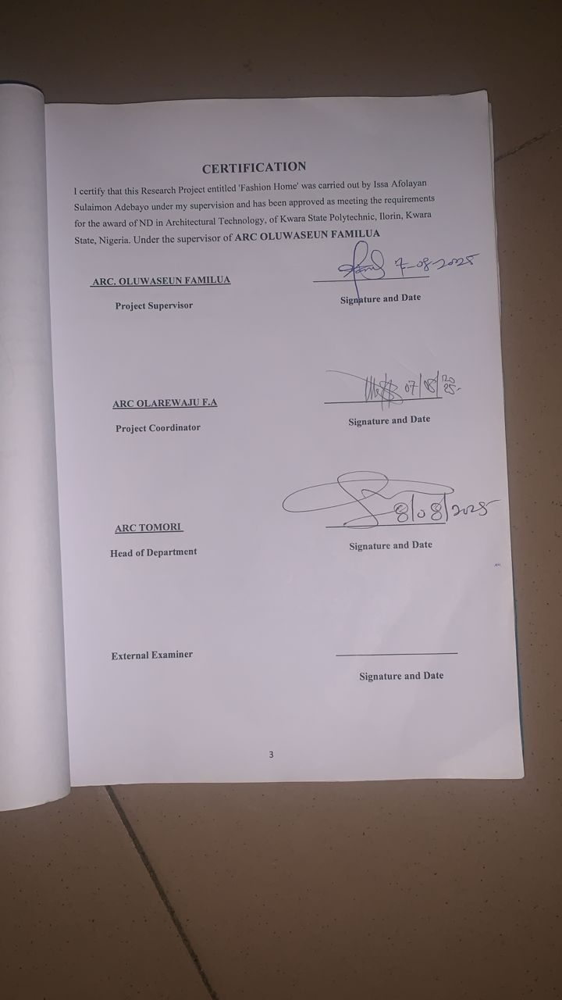 CERTIFICATION
I certify that this Research Project entitled 'Fashion Home' was carried out by Issa Afolayan
Sulaimon Adebayo under my supervision and has been approved as meeting the requirements
for the award of ND in Architectural Technology, of Kwara State Polytechnic, Ilorin, Kwara
State, Nigeria. Under the supervisor of ARC OLUWASEUN FAMILUA
7-08-2025
ARC. OLUWASEUN FAMILUA
Signature and Date
Project Supervisor
07/08/2025
ARC OLAREWAJU F.A
Signature and Date
Project Coordinator
8/08/2025
ARC TOMORI
Signature and Date
Head of Department
External Examiner
Signature and Date
3